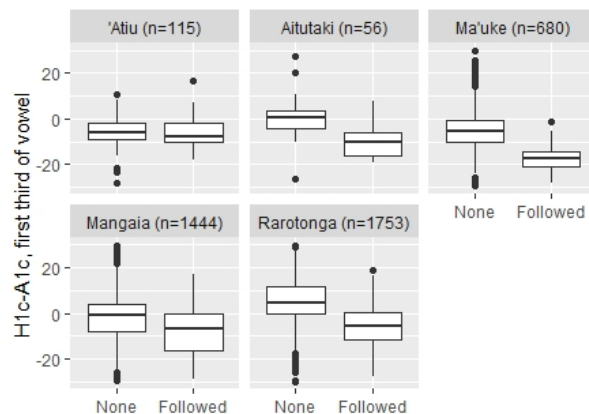 'Atiu (n=115)
Aitutaki (n=56)
Ma'uke (n=680)
20
0
-20
None
Followed
Mangaia (n=1444)
Rarotonga (n=1753)
20
0
-20
None
Followed
None
Followed
H1c-A1c, first third of vowel